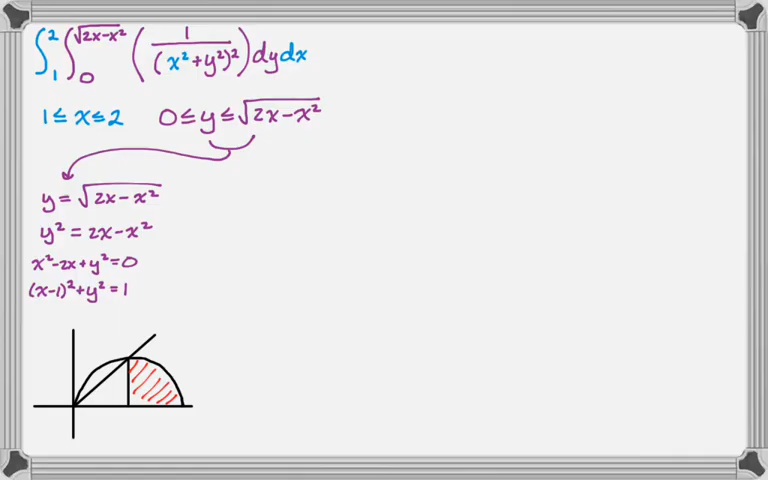 ∫₁² ∫₀^√(2x-x²) (1/(x²+y²)²) dy dx
1 ≤ x ≤ 2   0 ≤ y ≤ √(2x-x²)
y = √(2x-x²)
y² = 2x-x²
x²-2x+y²=0
(x-1)²+y²=1